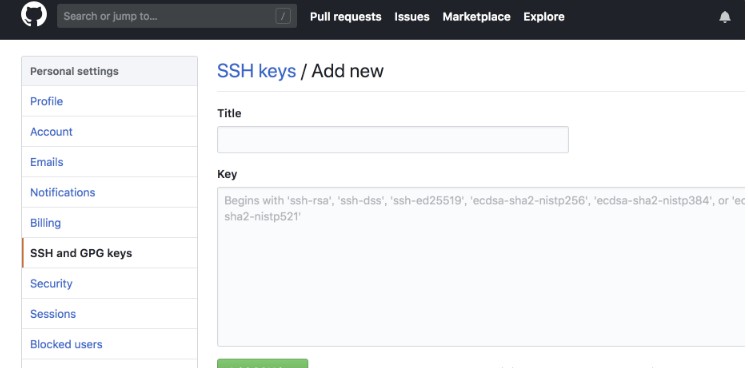 Search or jump to...
/
Pull requests
Issues
Marketplace
Explore
Personal settings
Profile
Account
Emails
Notifications
Billing
SSH and GPG keys
Security
Sessions
Blocked users
SSH keys / Add new
Title
Key
Begins with 'ssh-rsa', 'ssh-dss', 'ssh-ed25519', 'ecdsa-sha2-nistp256', 'ecdsa-sha2-nistp384', or 'ec
sha2-nistp521'